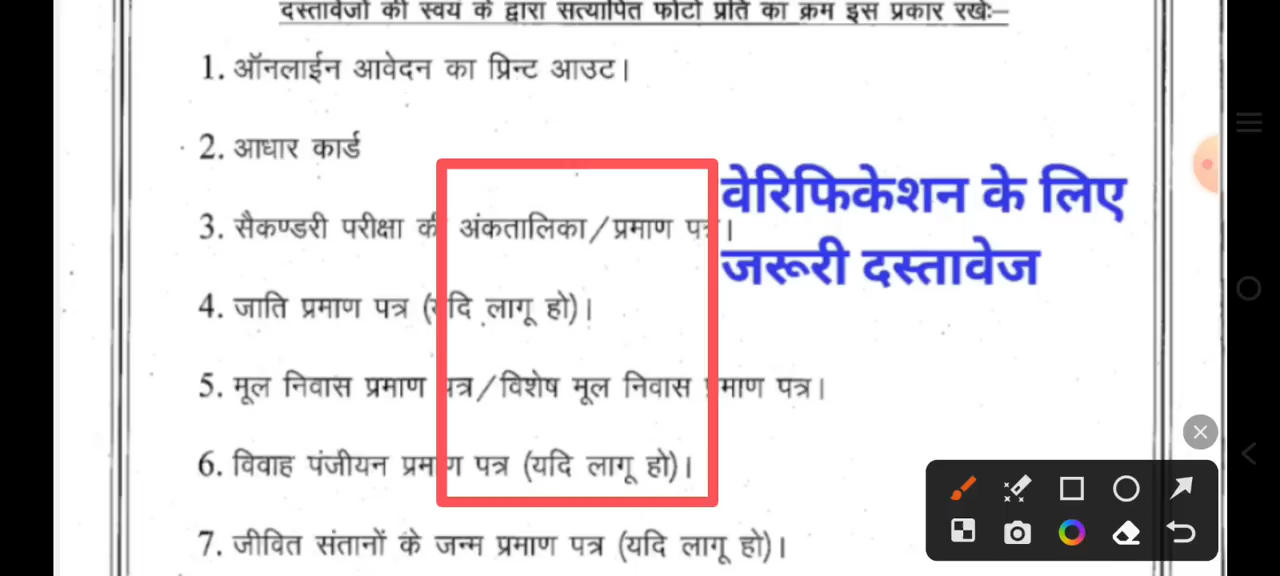 दस्तावेजों की स्वयं के द्वारा सत्यापित फोटो प्रति का क्रम इस प्रकार रखेंः—
1. ऑनलाईन आवेदन का प्रिन्ट आउट।
2. आधार कार्ड
3. सैकण्डरी परीक्षा की अंकतालिका/प्रमाण पत्र।
4. जाति प्रमाण पत्र (यदि लागू हो)।
5. मूल निवास प्रमाण पत्र/विशेष मूल निवास प्रमाण पत्र।
6. विवाह पंजीयन प्रमाण पत्र (यदि लागू हो)।
7. जीवित संतानों के जन्म प्रमाण पत्र (यदि लागू हो)।
वेरिफिकेशन के लिए
जरूरी दस्तावेज